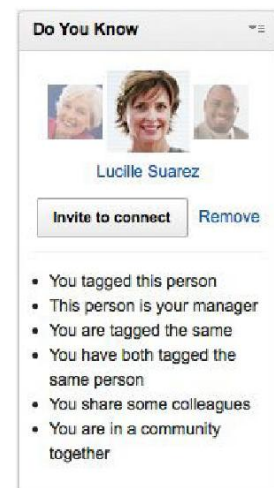 Do You Know
Lucille Suarez
Invite to connect Remove
• You tagged this person
• This person is your manager
• You are tagged the same
• You have both tagged the
same person
• You share some colleagues
• You are in a community
together